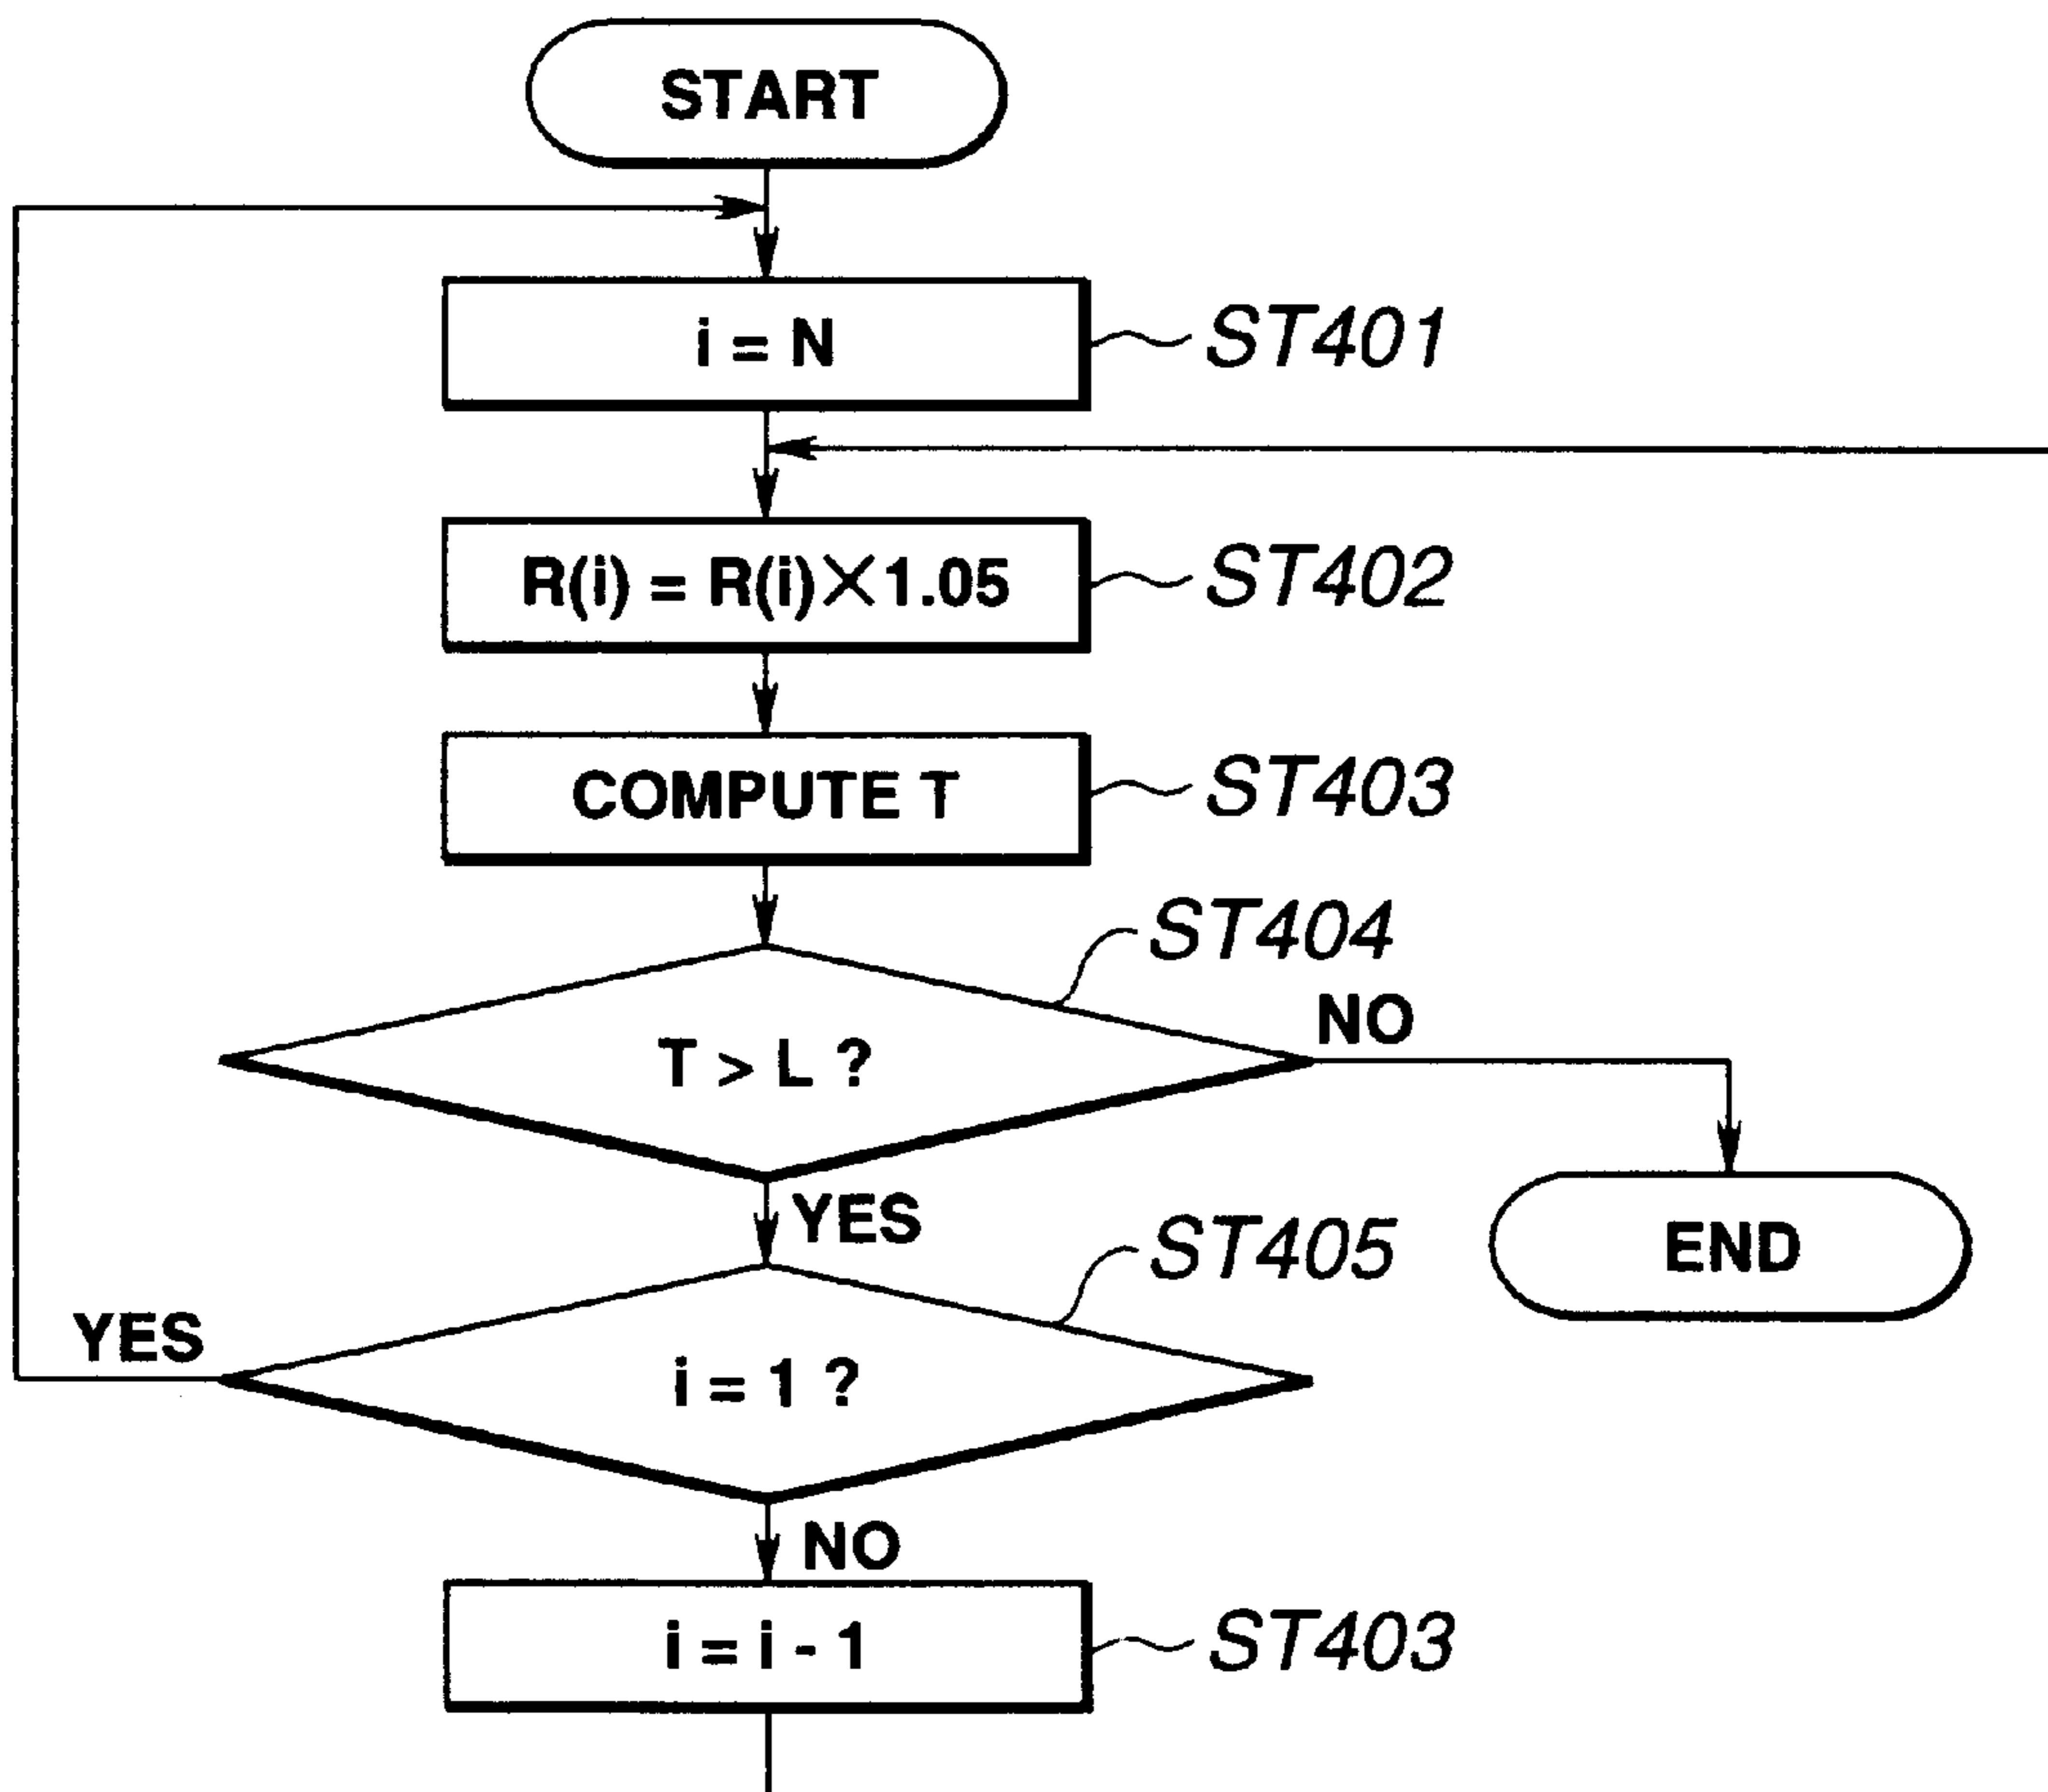 START
i = N
ST401
R(i) = R(i)×1.05
ST402
COMPUTE T
ST403
ST404
T > L ?
NO
YES
END
ST405
YES
i = 1 ?
NO
i = i - 1
ST403